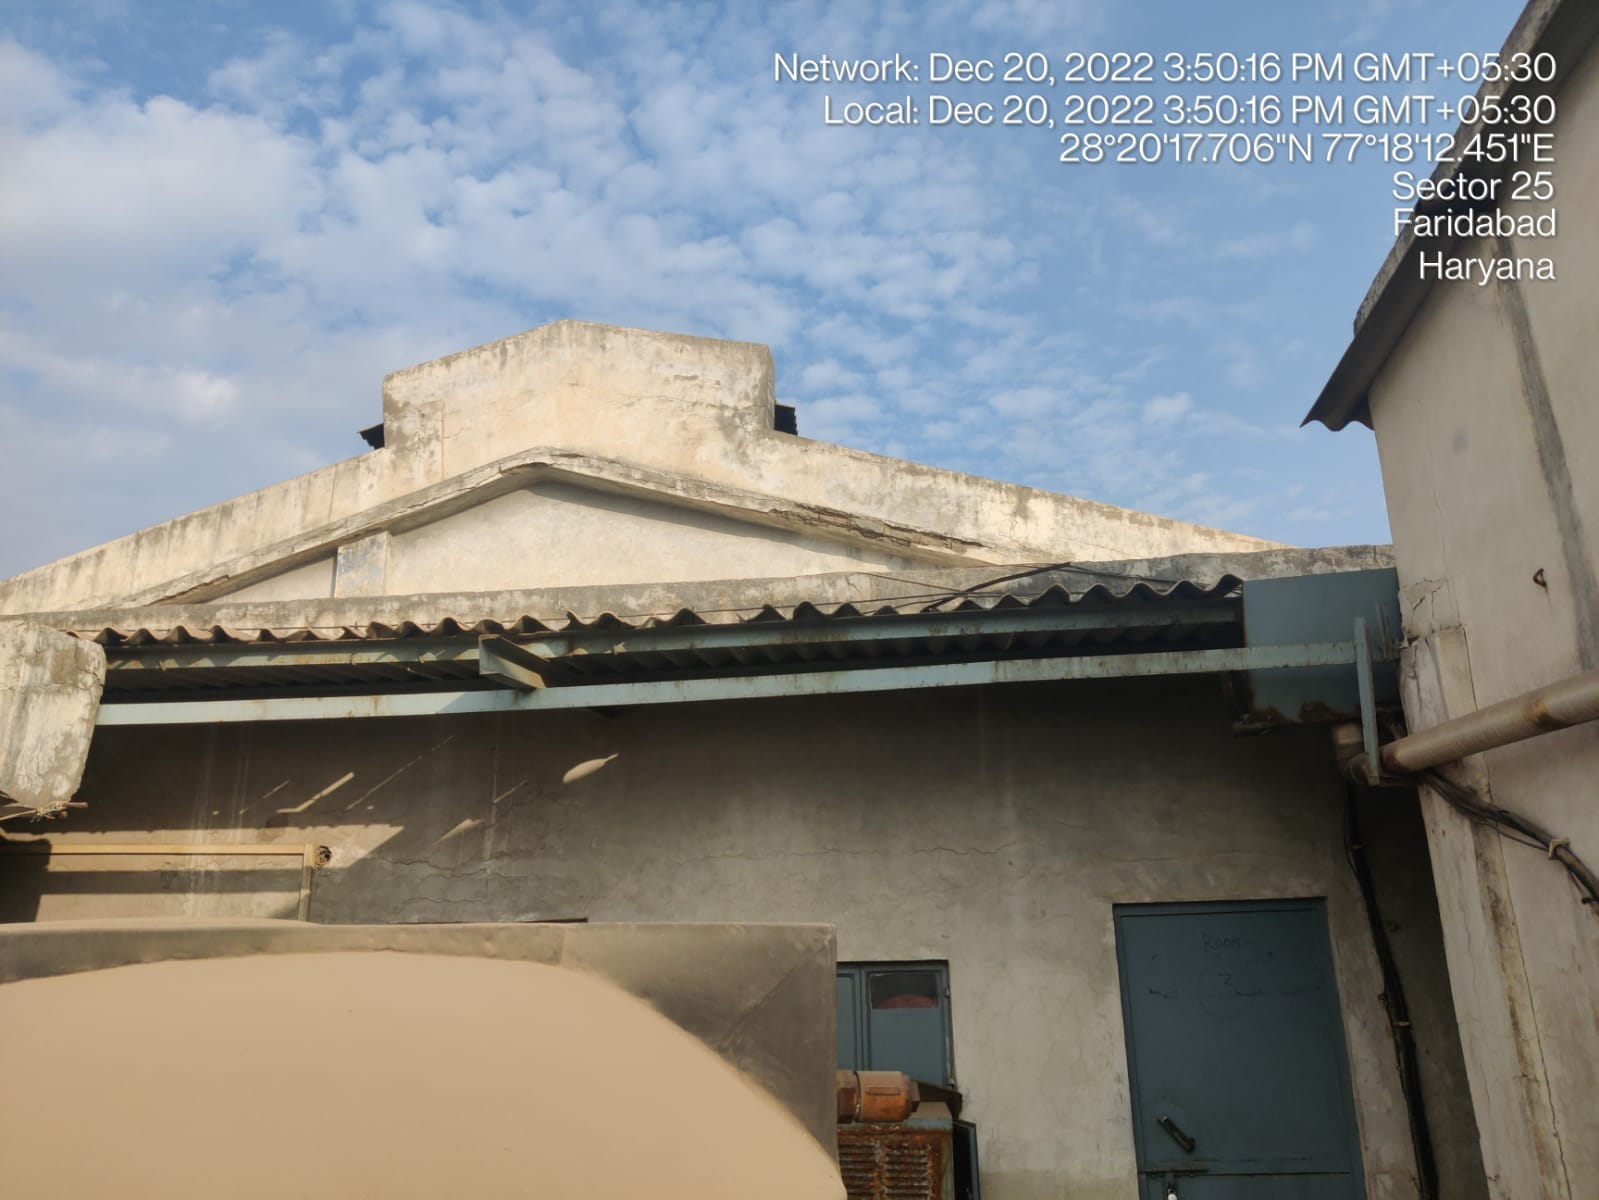 Network: Dec 20, 2022 3:50:16 PM GMT+05:30
Local: Dec 20, 2022 3:50:16 PM GMT+05:30
28°20'17.706"N 77°18'12.451"E
Sector 25
Faridabad
Haryana
ROOM-
3